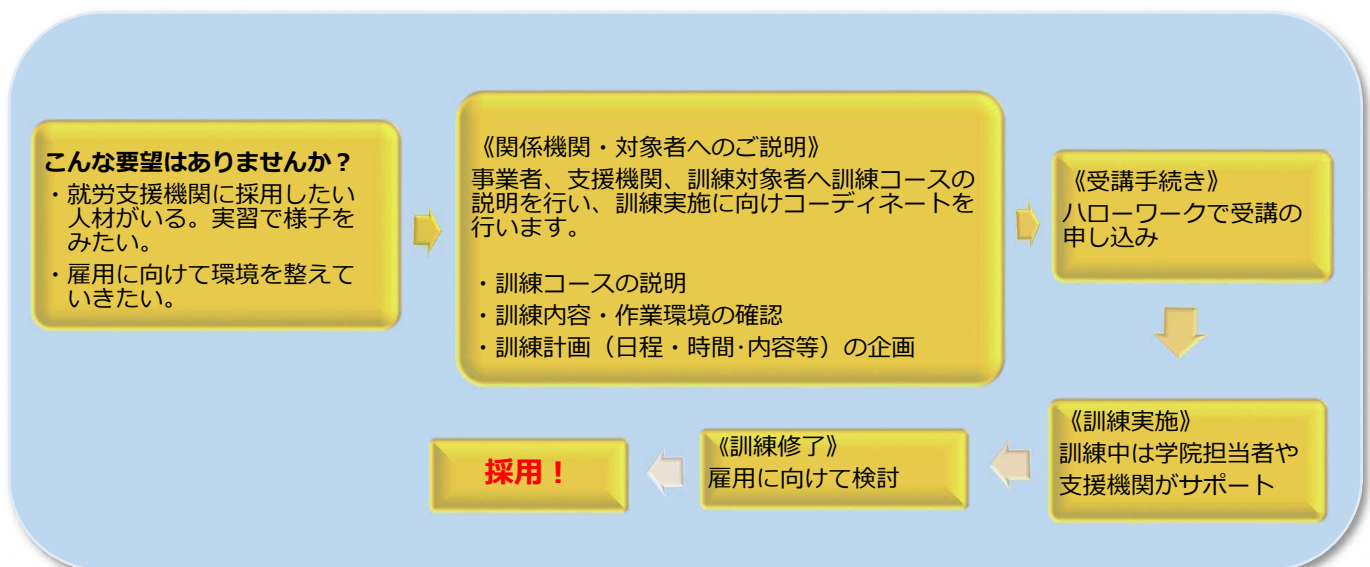 こんな要望はありませんか？
・就労支援機関に採用したい
人材がいる。実習で様子を
みたい。
・雇用に向けて環境を整えて
いきたい。
《関係機関・対象者へのご説明》
事業者、支援機関、訓練対象者へ訓練コースの
説明を行い、訓練実施に向けコーディネートを
行います。
・訓練コースの説明
・訓練内容・作業環境の確認
・訓練計画（日程・時間･内容等）の企画
《受講手続き》
ハローワークで受講の
申し込み
《訓練実施》
訓練中は学院担当者や
支援機関がサポート
《訓練修了》
雇用に向けて検討
採用！